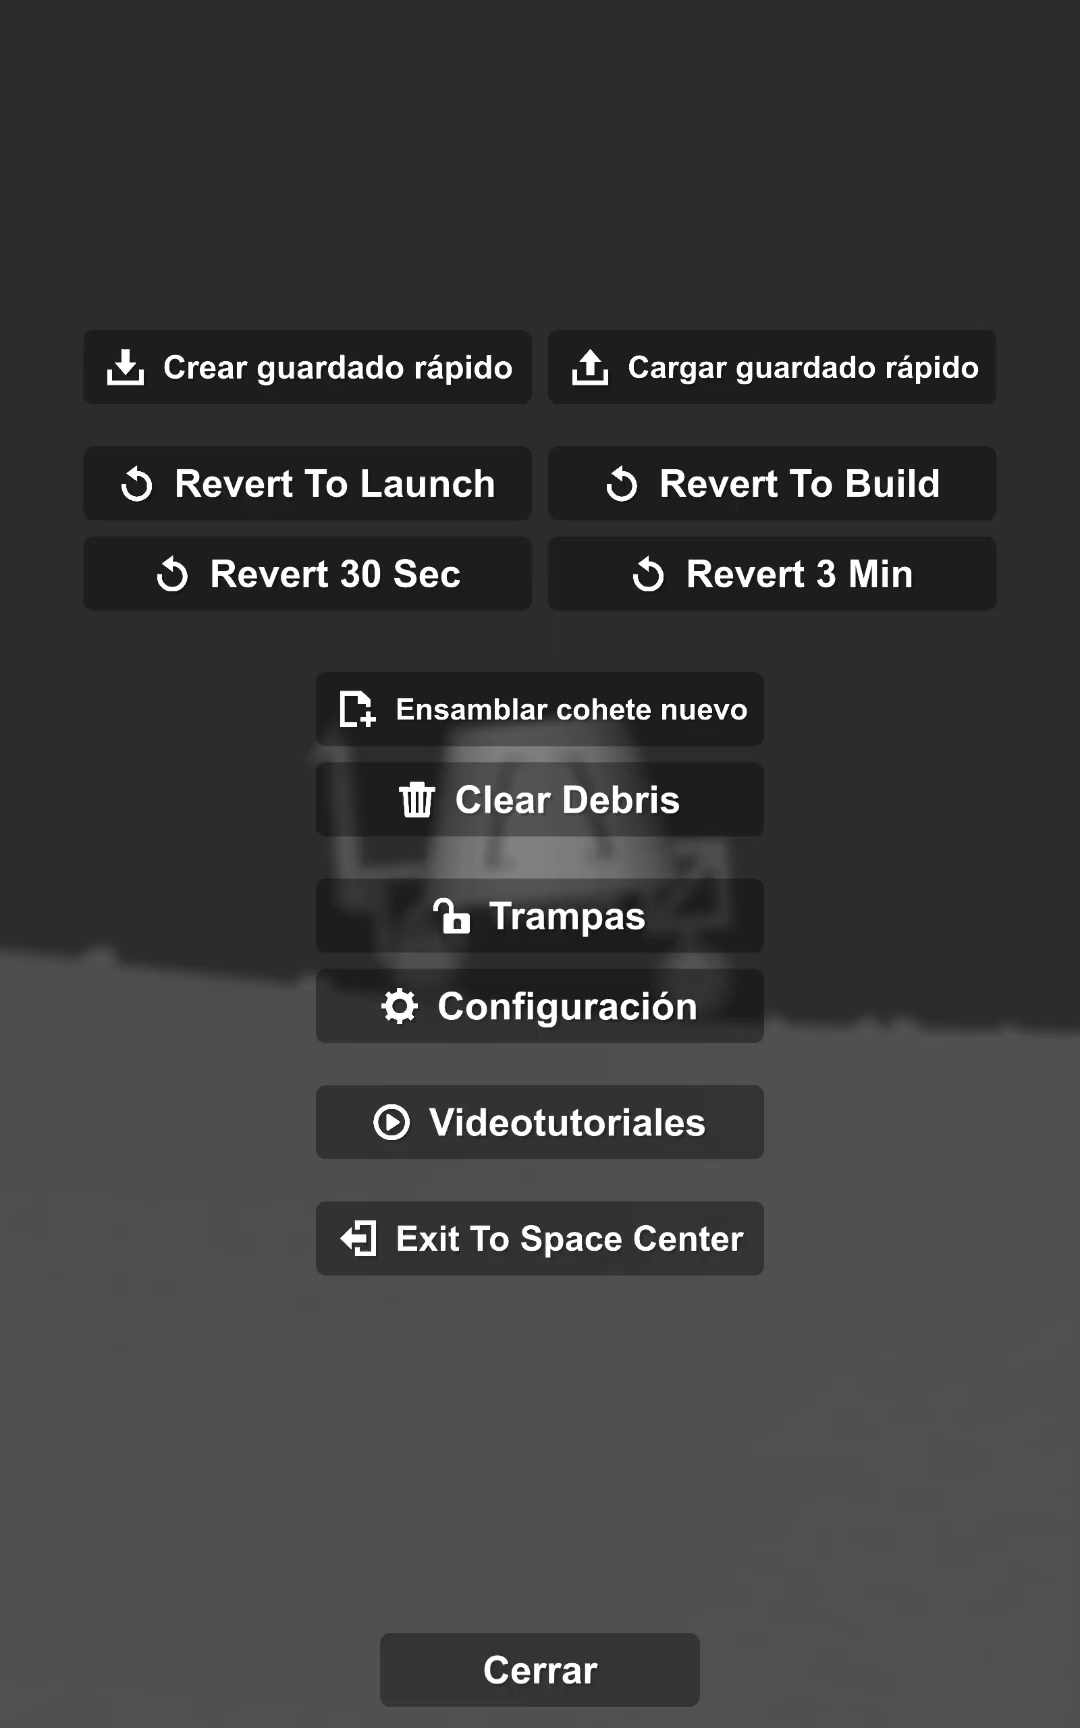 Crear guardado rápido
Cargar guardado rápido
Revert To Launch
Revert To Build
Revert 30 Sec
Revert 3 Min
Ensamblar cohete nuevo
Clear Debris
Trampas
Configuración
Videotutoriales
Exit To Space Center
Cerrar